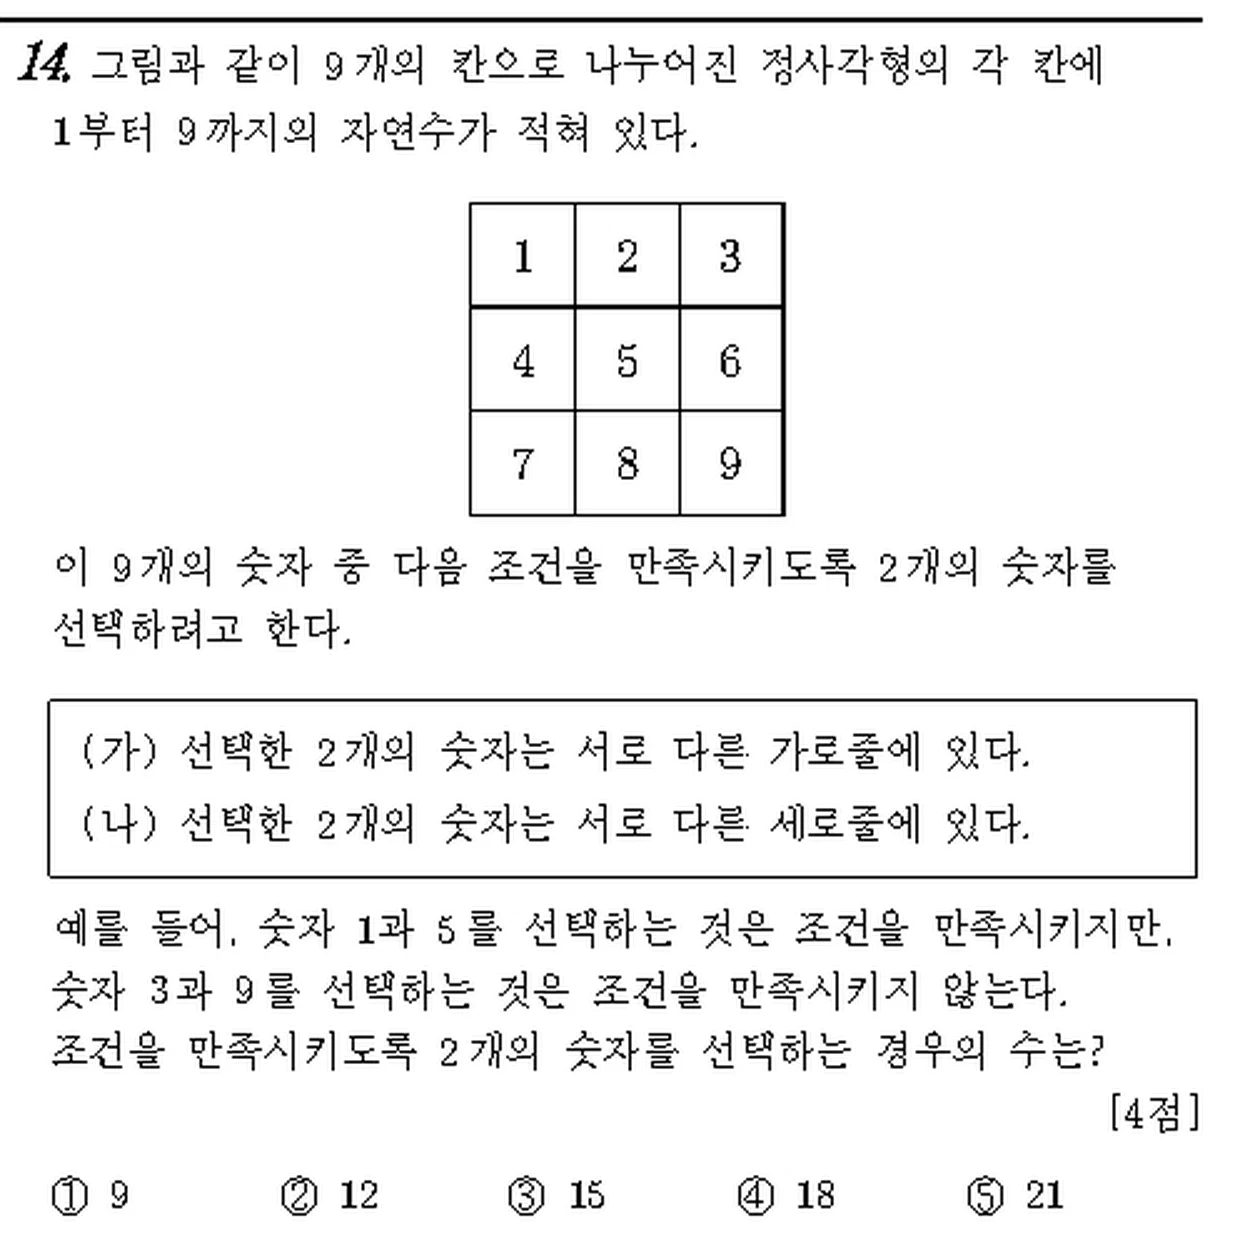 14. 그림과 같이 9개의 칸으로 나누어진 정사각형의 각 칸에
1부터 9까지의 자연수가 적혀 있다.
1 2 3
4 5 6
7 8 9
이 9개의 숫자 중 다음 조건을 만족시키도록 2개의 숫자를
선택하려고 한다.
(가) 선택한 2개의 숫자는 서로 다른 가로줄에 있다.
(나) 선택한 2개의 숫자는 서로 다른 세로줄에 있다.
예를 들어, 숫자 1과 5를 선택하는 것은 조건을 만족시키지만,
숫자 3과 9를 선택하는 것은 조건을 만족시키지 않는다.
조건을 만족시키도록 2개의 숫자를 선택하는 경우의 수는?
[4점]
① 9 ② 12 ③ 15 ④ 18 ⑤ 21